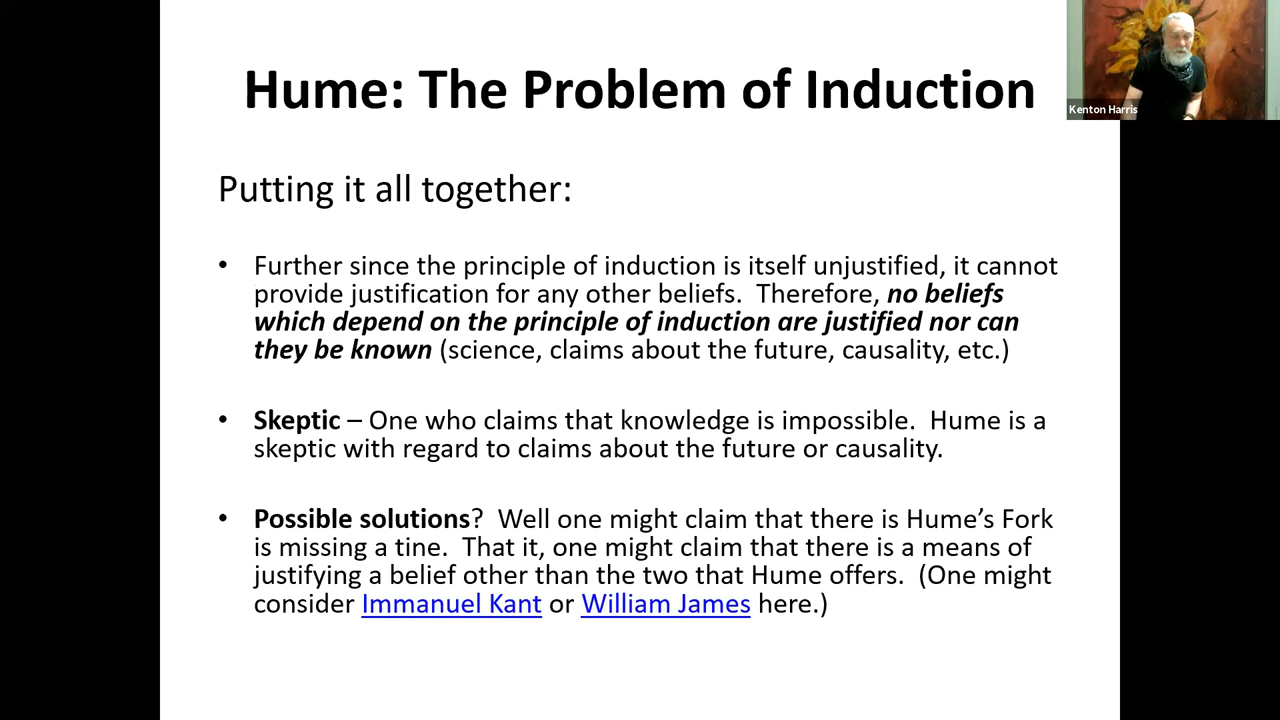 Hume: The Problem of Induction
Kenton Harris
Putting it all together:
• Further since the principle of induction is itself unjustified, it cannot
provide justification for any other beliefs.  Therefore, no beliefs
which depend on the principle of induction are justified nor can
they be known (science, claims about the future, causality, etc.)
• Skeptic – One who claims that knowledge is impossible.  Hume is a
skeptic with regard to claims about the future or causality.
• Possible solutions?  Well one might claim that there is Hume’s Fork
is missing a tine.  That it, one might claim that there is a means of
justifying a belief other than the two that Hume offers.  (One might
consider Immanuel Kant or William James here.)